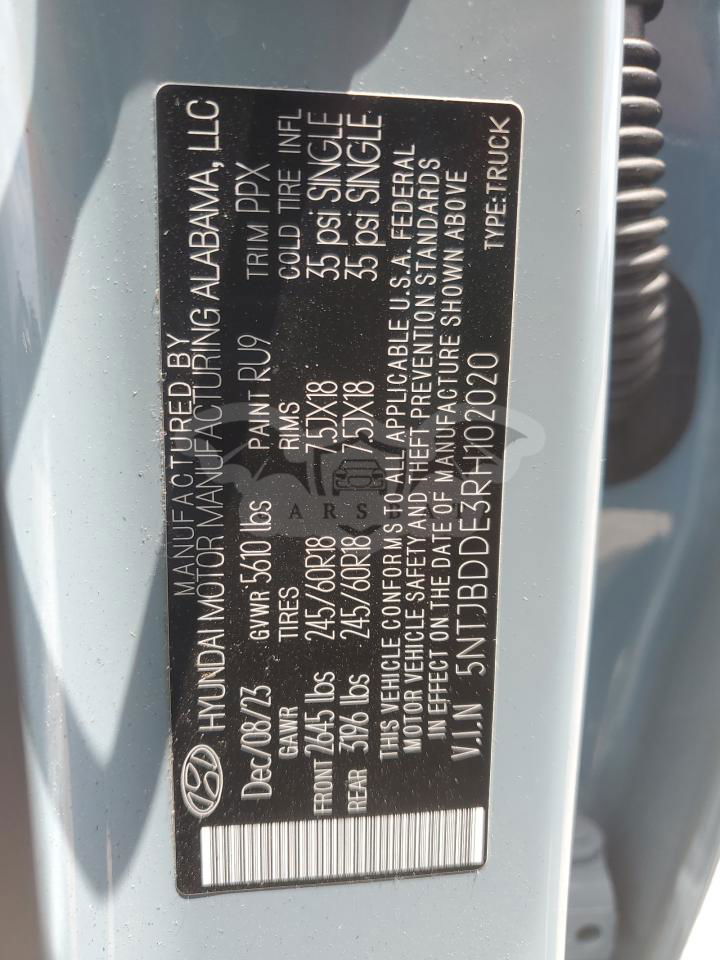 MANUFACTURED BY
HYUNDAI MOTOR MANUFACTURING ALABAMA, LLC
Dec/08/23 GVWR 5610 lbs PAINT RU9 TRIM PPX
GAWR TIRES RIMS COLD TIRE INFL
FRONT 2645 lbs 245/60R18 7.5JX18 35 psi SINGLE
REAR 3196 lbs 245/60R18 7.5JX18 35 psi SINGLE
THIS VEHICLE CONFORMS TO ALL APPLICABLE U.S.A. FEDERAL
MOTOR VEHICLE SAFETY AND THEFT PREVENTION STANDARDS
IN EFFECT ON THE DATE OF MANUFACTURE SHOWN ABOVE
V.I.N 5NTJBDDE3RH102020 TYPE:TRUCK